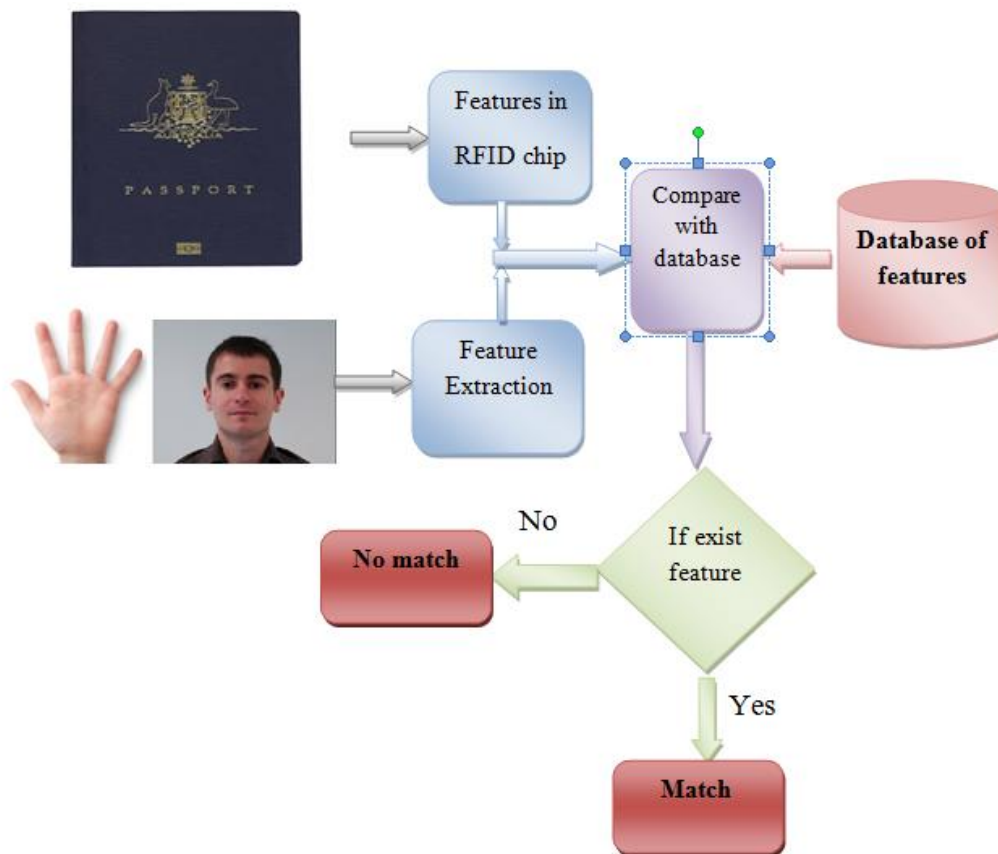 AUSTRALIA
PASSPORT
Features in
RFID chip
Compare
with
database
Database of
features
Feature
Extraction
No
No match
If exist
feature
Yes
Match